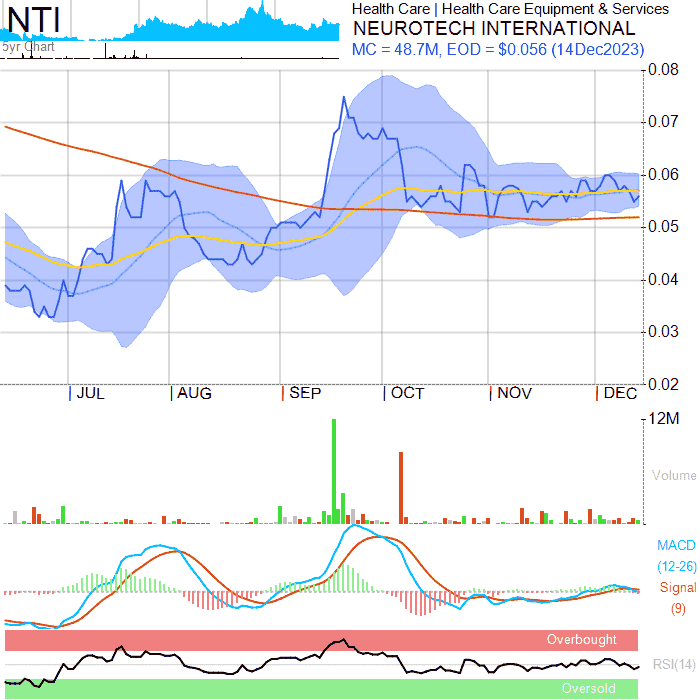 NTI
5yr Chart
Health Care | Health Care Equipment & Services
NEUROTECH INTERNATIONAL
MC = 48.7M, EOD = $0.056 (14Dec2023)
0.08
0.07
0.06
0.05
0.04
0.03
0.02
JUL AUG SEP OCT NOV DEC
12M
Volume
MACD
(12-26)
Signal
(9)
Overbought
RSI(14)
Oversold